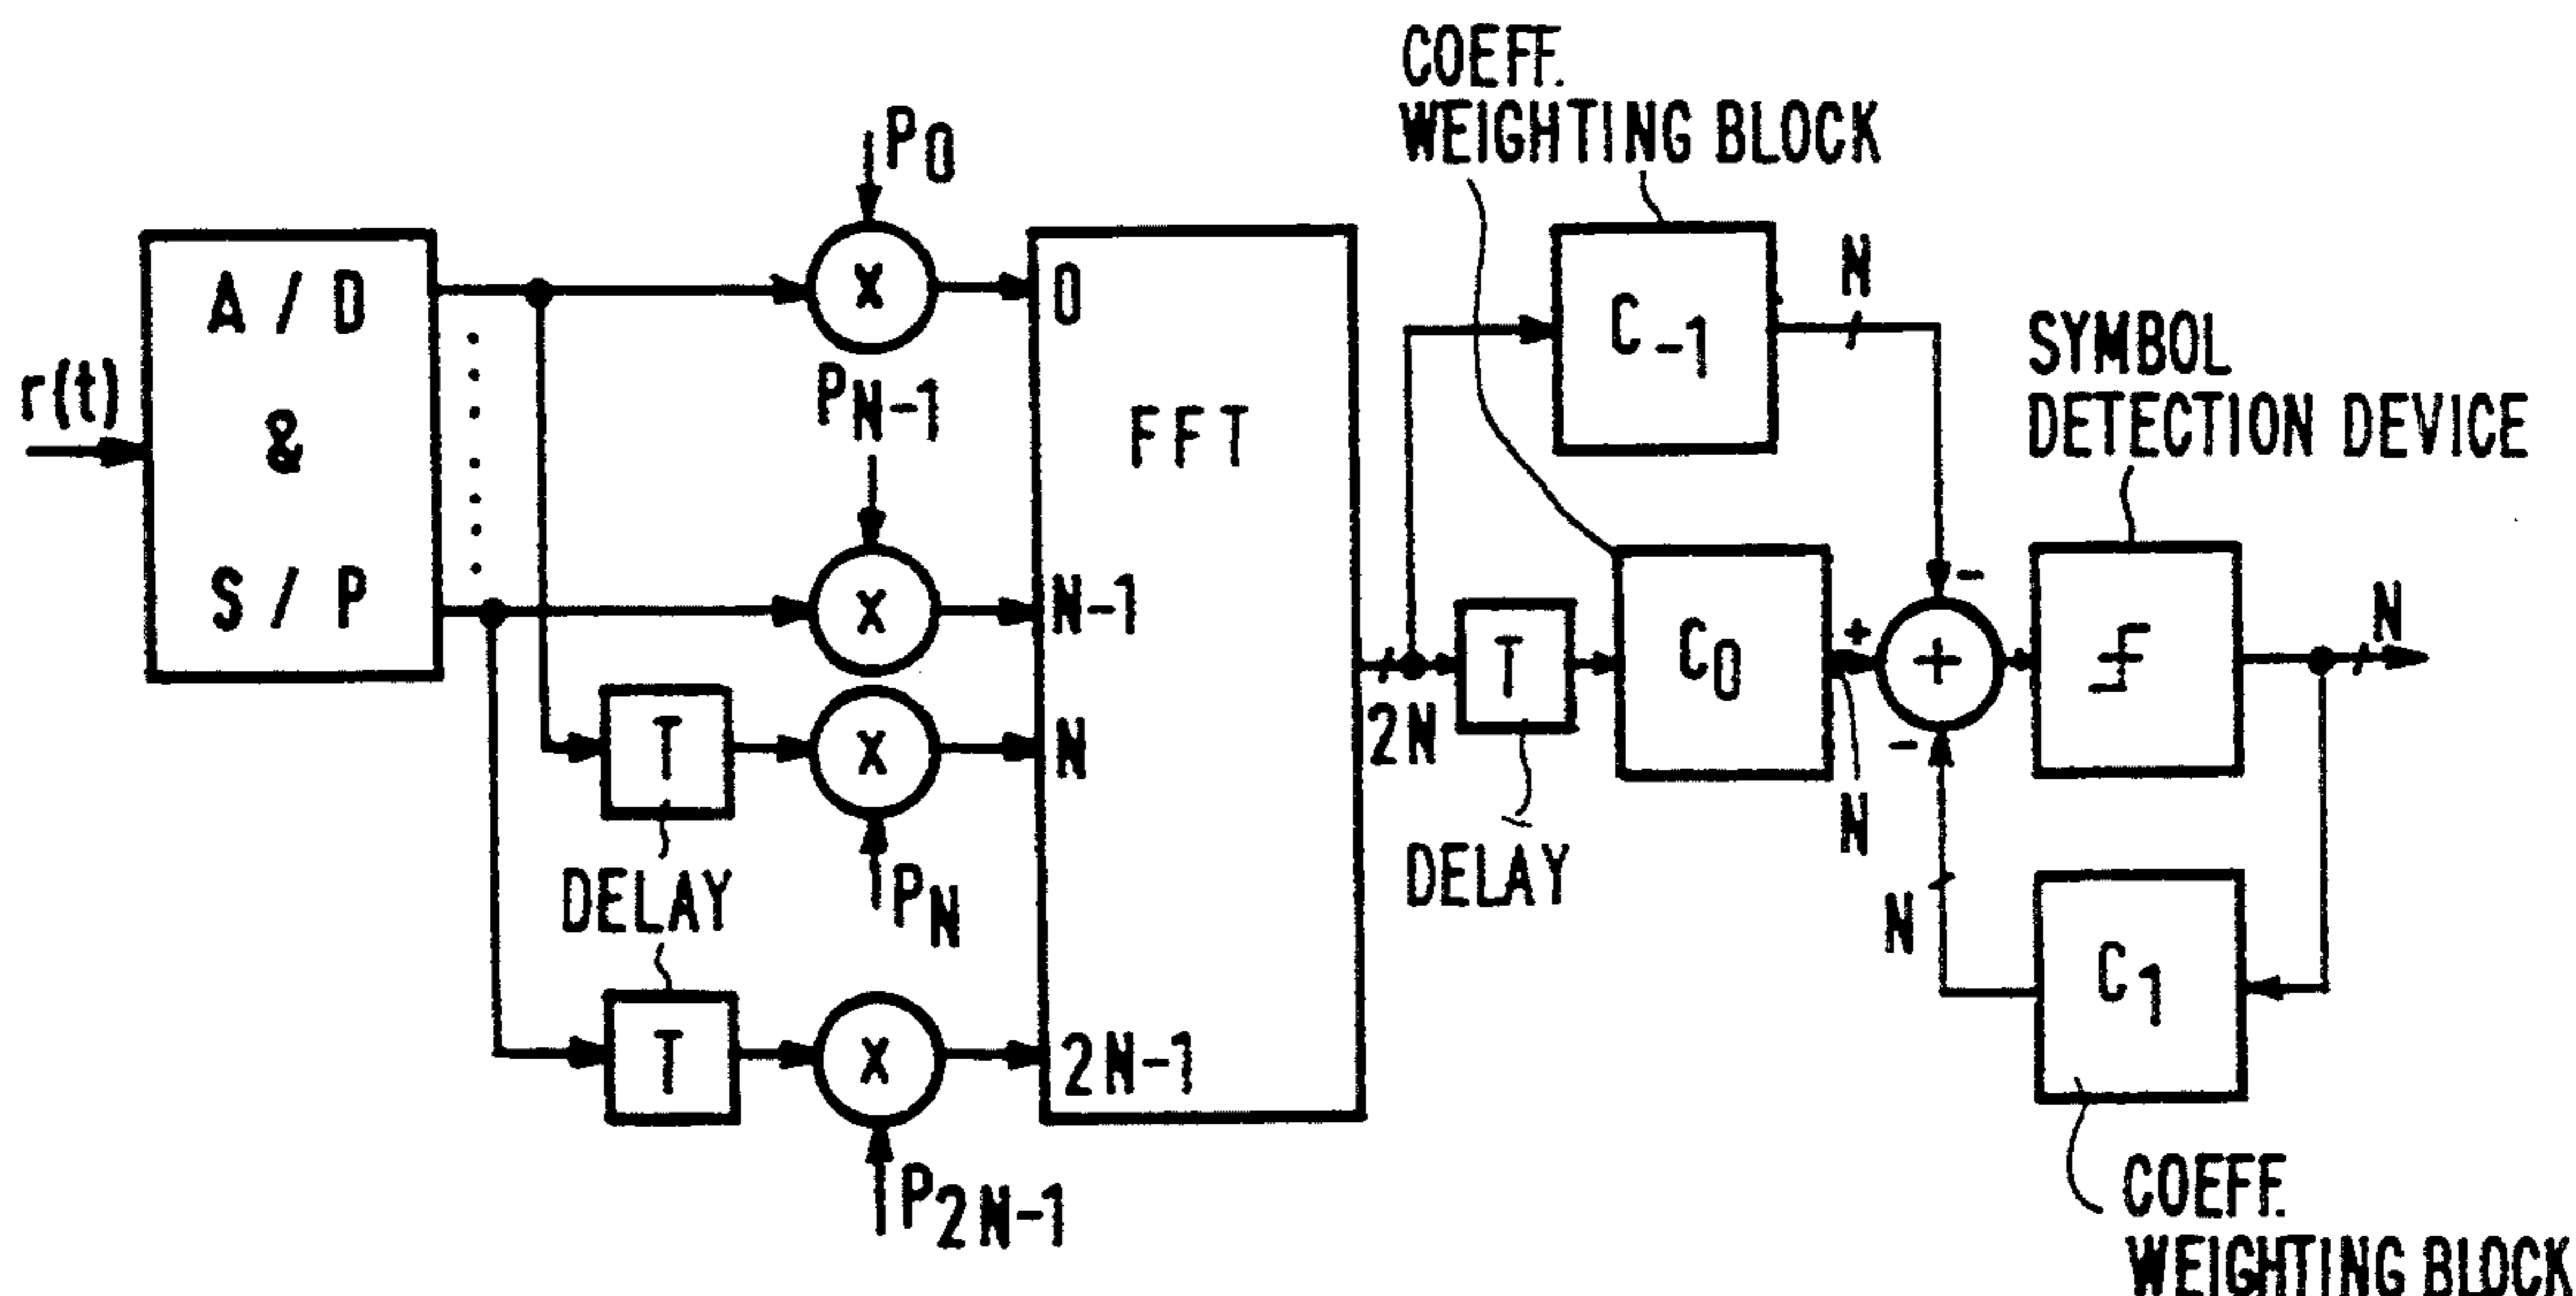 COEFF.
WEIGHTING BLOCK
P0
A / D
&
S / P
r(t)
X
0
C-1
N
SYMBOL
DETECTION DEVICE
PN-1
FFT
X
N-1
T
X
N
PN
DELAY
T
X
2N-1
P2N-1
2N
T
DELAY
C0
+
N
-
+
-
N
N
C1
COEFF.
WEIGHTING BLOCK